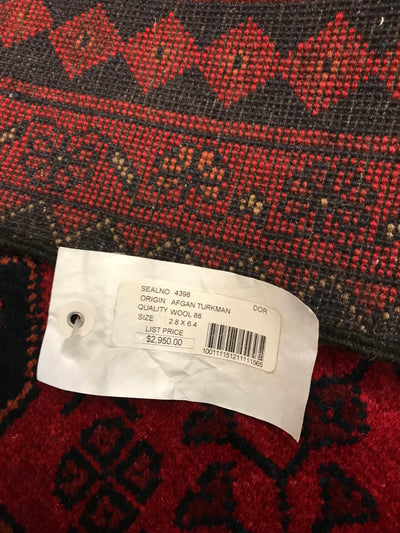 SEALNO 4398
ORIGIN AFGAN TURKMAN DOR
QUALITY WOOL 88
SIZE 2.8 X 6.4
LIST PRICE
$2,950.00
100111151211111565